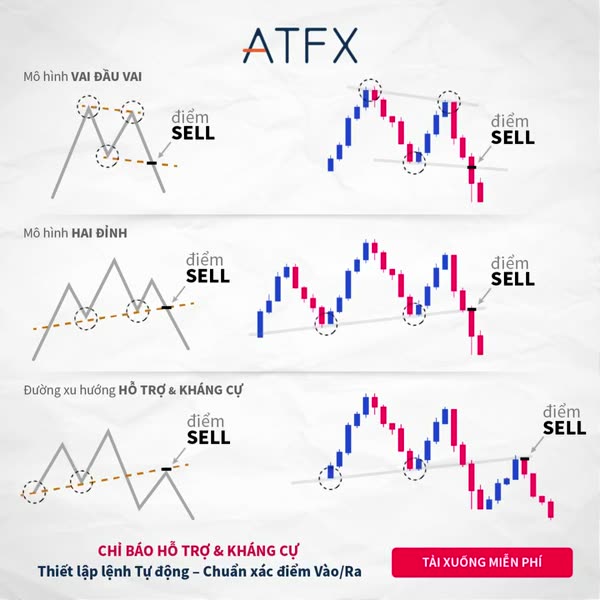 ATFX
Mô hình VAI ĐẦU VAI
điểm
SELL
điểm
SELL
Mô hình HAI ĐỈNH
điểm
SELL
điểm
SELL
Đường xu hướng HỖ TRỢ & KHÁNG CỰ
điểm
SELL
điểm
SELL
CHỈ BÁO HỖ TRỢ & KHÁNG CỰ
Thiết lập lệnh Tự động – Chuẩn xác điểm Vào/Ra
TẢI XUỐNG MIỄN PHÍ